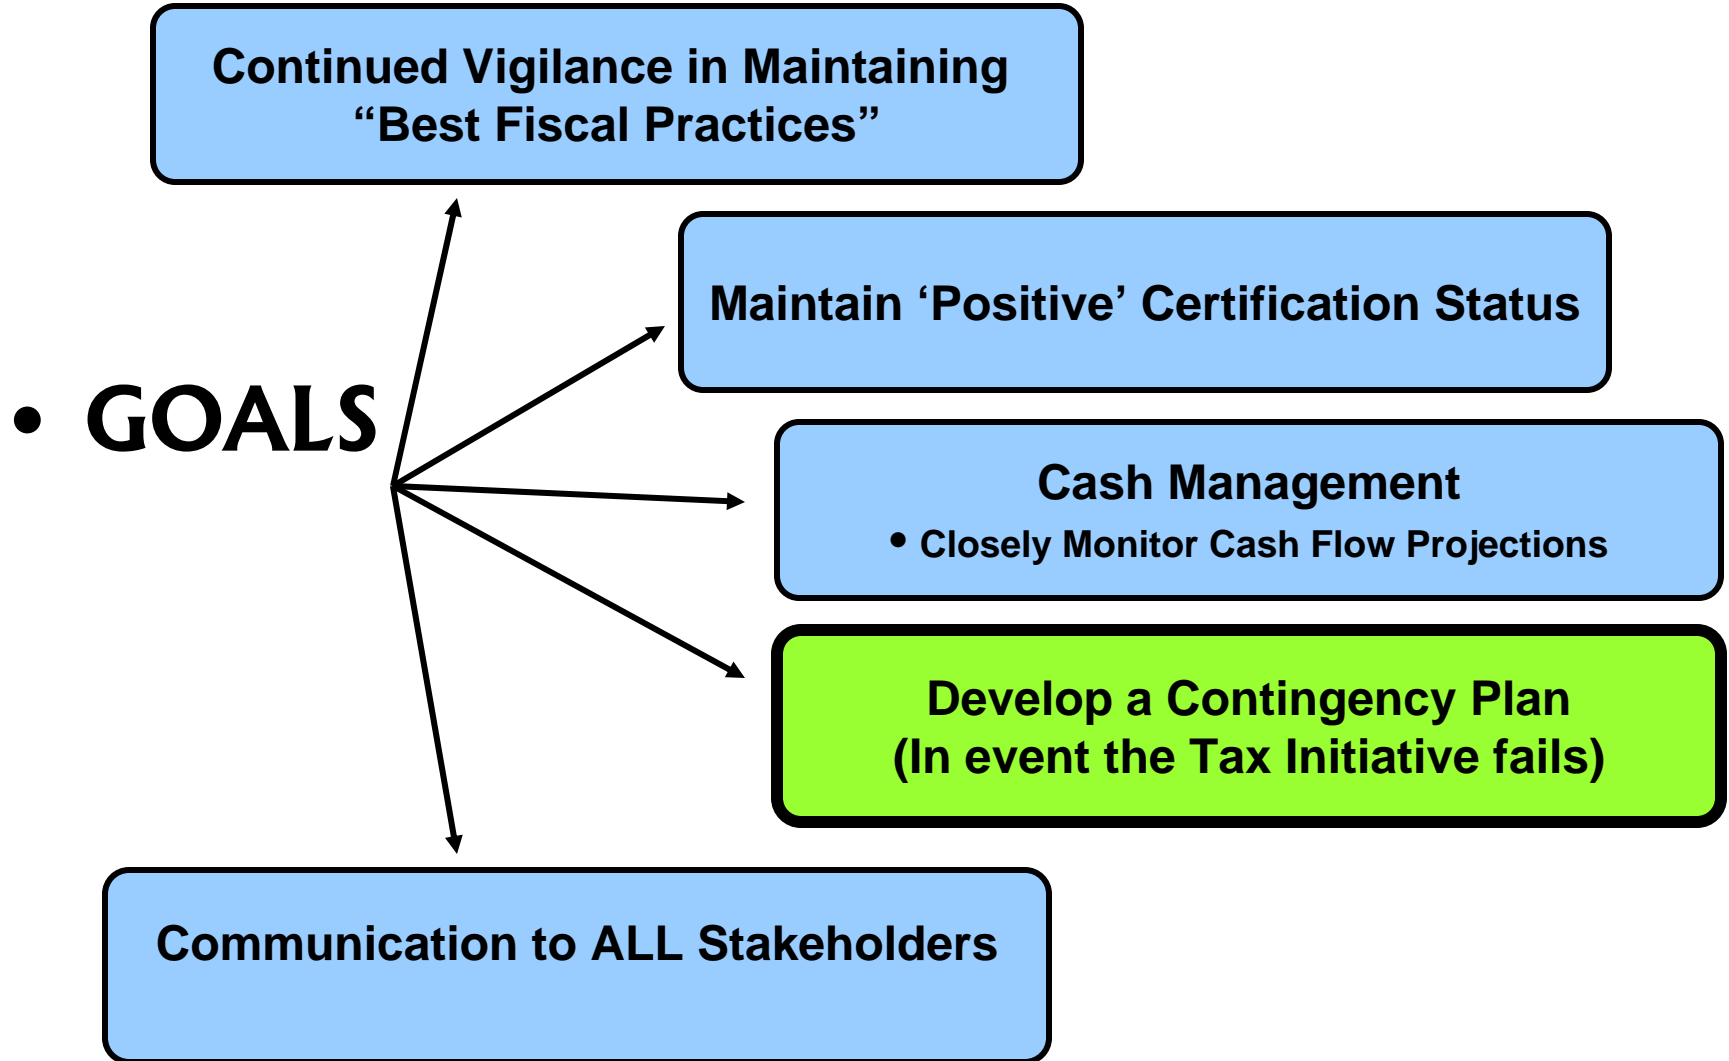 Continued Vigilance in Maintaining
“Best Fiscal Practices”
Maintain ‘Positive’ Certification Status
• GOALS
Cash Management
• Closely Monitor Cash Flow Projections
Develop a Contingency Plan
(In event the Tax Initiative fails)
Communication to ALL Stakeholders